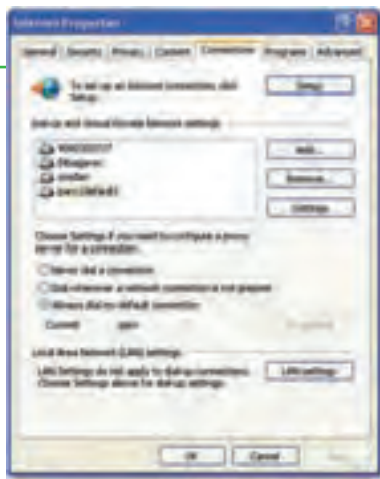 Internet Properties
General Security Privacy Content Connections Programs Advanced
To set up an Internet connection, click
Setup.
Setup
Dial-up and Virtual Private Network settings
Add...
Remove...
Settings
Choose Settings if you need to configure a proxy
server for a connection.
Never dial a connection
Dial whenever a network connection is not present
Always dial my default connection
Current
Local Area Network (LAN) settings
LAN Settings do not apply to dial-up connections.
Choose Settings above for dial-up settings.
LAN Settings
OK Cancel